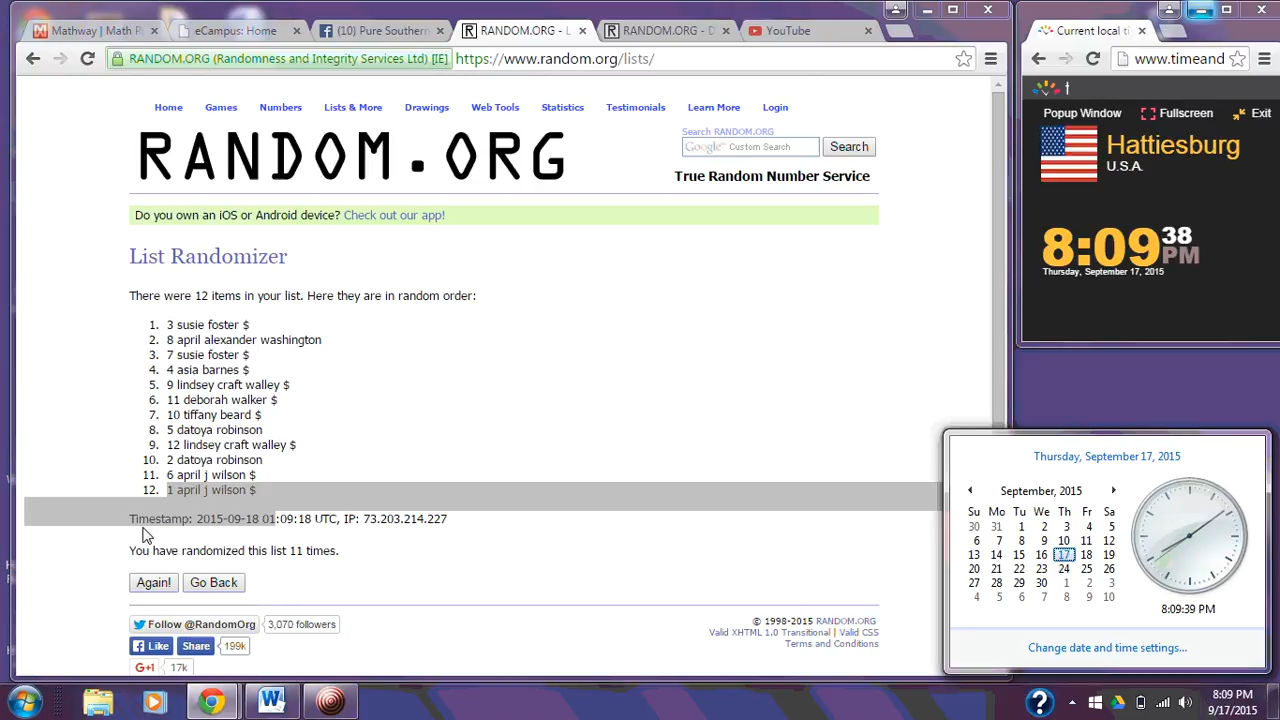 Mathway | Math P
eCampus: Home
(10) Pure Southern
RANDOM.ORG - L
RANDOM.ORG - D
YouTube
Current local ti
RANDOM.ORG (Randomness and Integrity Services Ltd) [IE]
https://www.random.org/lists/
www.timeand
Popup Window
Fullscreen
Exit
Home
Games
Numbers
Lists & More
Drawings
Web Tools
Statistics
Testimonials
Learn More
Login
Search RANDOM.ORG
Google Custom Search
Search
RANDOM.ORG
True Random Number Service
Hattiesburg
U.S.A.
8:09 38 PM
Thursday, September 17, 2015
Do you own an iOS or Android device? Check out our app!
List Randomizer
There were 12 items in your list. Here they are in random order:
1. 3 susie foster $
2. 8 april alexander washington
3. 7 susie foster $
4. 4 asia barnes $
5. 9 lindsey craft walley $
6. 11 deborah walker $
7. 10 tiffany beard $
8. 5 datoya robinson
9. 12 lindsey craft walley $
10. 2 datoya robinson
11. 6 april j wilson $
12. 1 april j wilson $
Timestamp: 2015-09-18 01:09:18 UTC, IP: 73.203.214.227
You have randomized this list 11 times.
Again!
Go Back
Follow @RandomOrg
3,070 followers
Like
Share
199k
G+1
17k
© 1998-2015 RANDOM.ORG
Valid XHTML 1.0 Transitional | Valid CSS
Terms and Conditions
Thursday, September 17, 2015
September, 2015
Su Mo Tu We Th Fr Sa
30 31 1 2 3 4 5
6 7 8 9 10 11 12
13 14 15 16 17 18 19
20 21 22 23 24 25 26
27 28 29 30 1 2 3
4 5 6 7 8 9 10
8:09:39 PM
Change date and time settings...
8:09 PM
9/17/2015